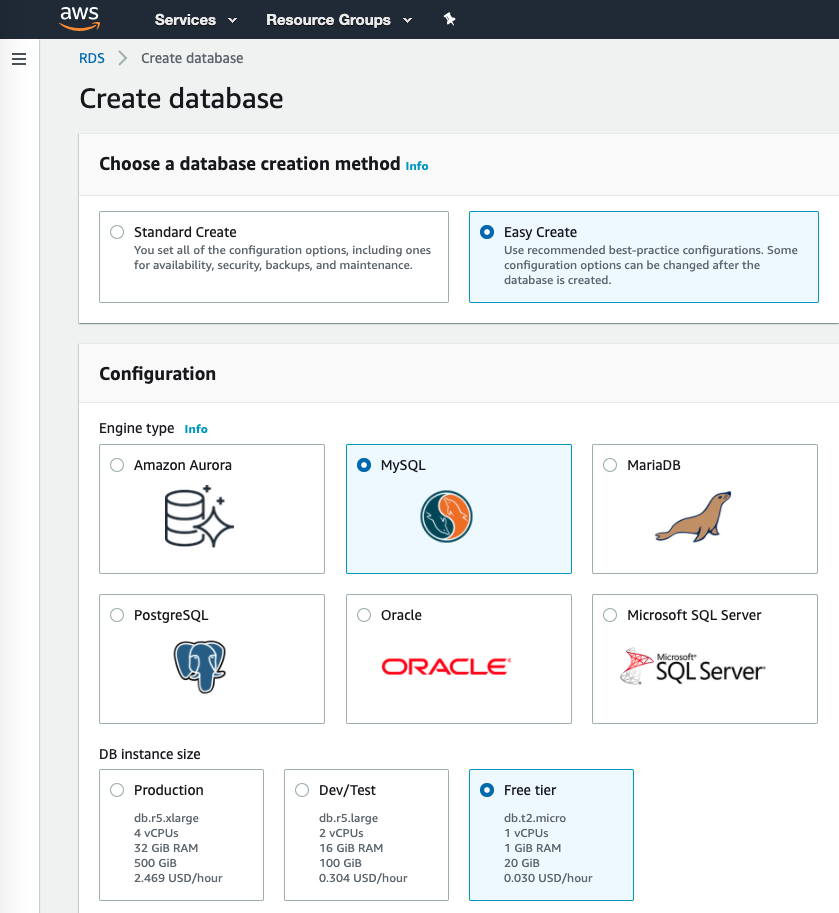 aws Services Resource Groups
RDS Create database
Create database
Choose a database creation method Info
Standard Create
You set all of the configuration options, including ones
for availability, security, backups, and maintenance.
Easy Create
Use recommended best-practice configurations. Some
configuration options can be changed after the
database is created.
Configuration
Engine type Info
Amazon Aurora
MySQL
MariaDB
PostgreSQL
Oracle
ORACLE®
Microsoft SQL Server
Microsoft®
SQL Server®
DB instance size
Production
db.r5.xlarge
4 vCPUs
32 GiB RAM
500 GiB
2.469 USD/hour
Dev/Test
db.r5.large
2 vCPUs
16 GiB RAM
100 GiB
0.304 USD/hour
Free tier
db.t2.micro
1 vCPUs
1 GiB RAM
20 GiB
0.030 USD/hour